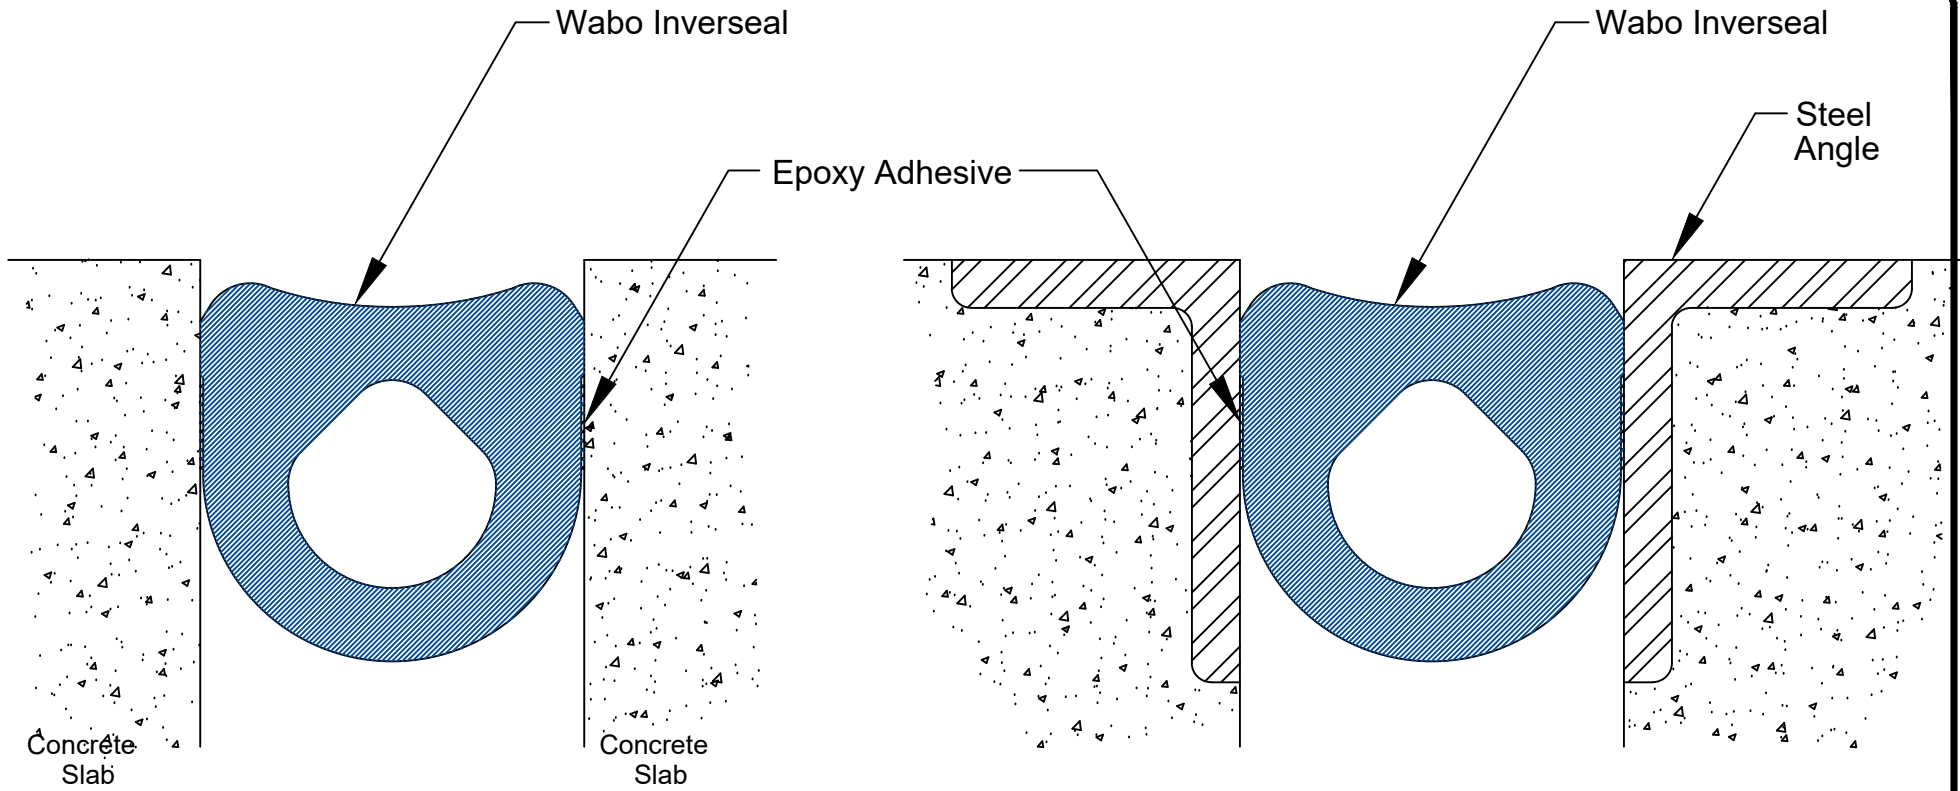 Wabo Inverseal
Wabo Inverseal
Steel
Angle
Epoxy Adhesive
Concrete
Slab
Concrete
Slab